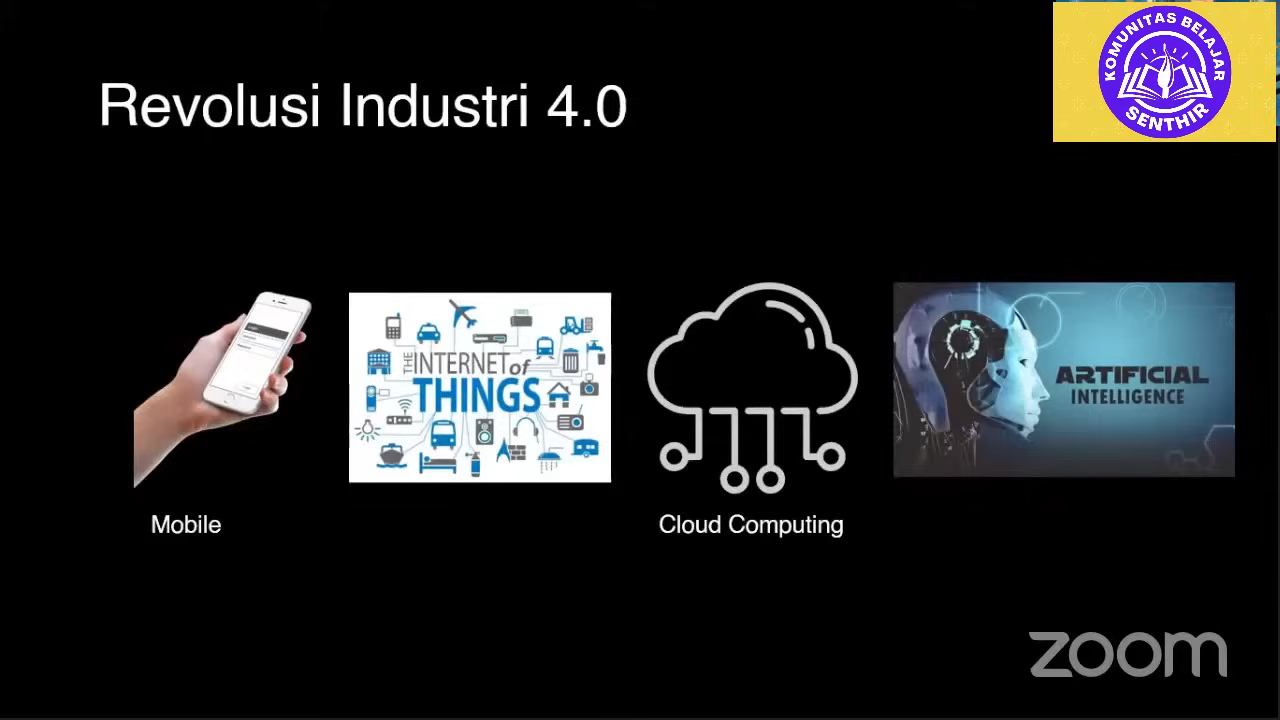 Revolusi Industri 4.0
KOMUNITAS BELAJAR
SENTHIR
THE
INTERNET of
THINGS
ARTIFICIAL
INTELLIGENCE
Mobile
Cloud Computing
zoom